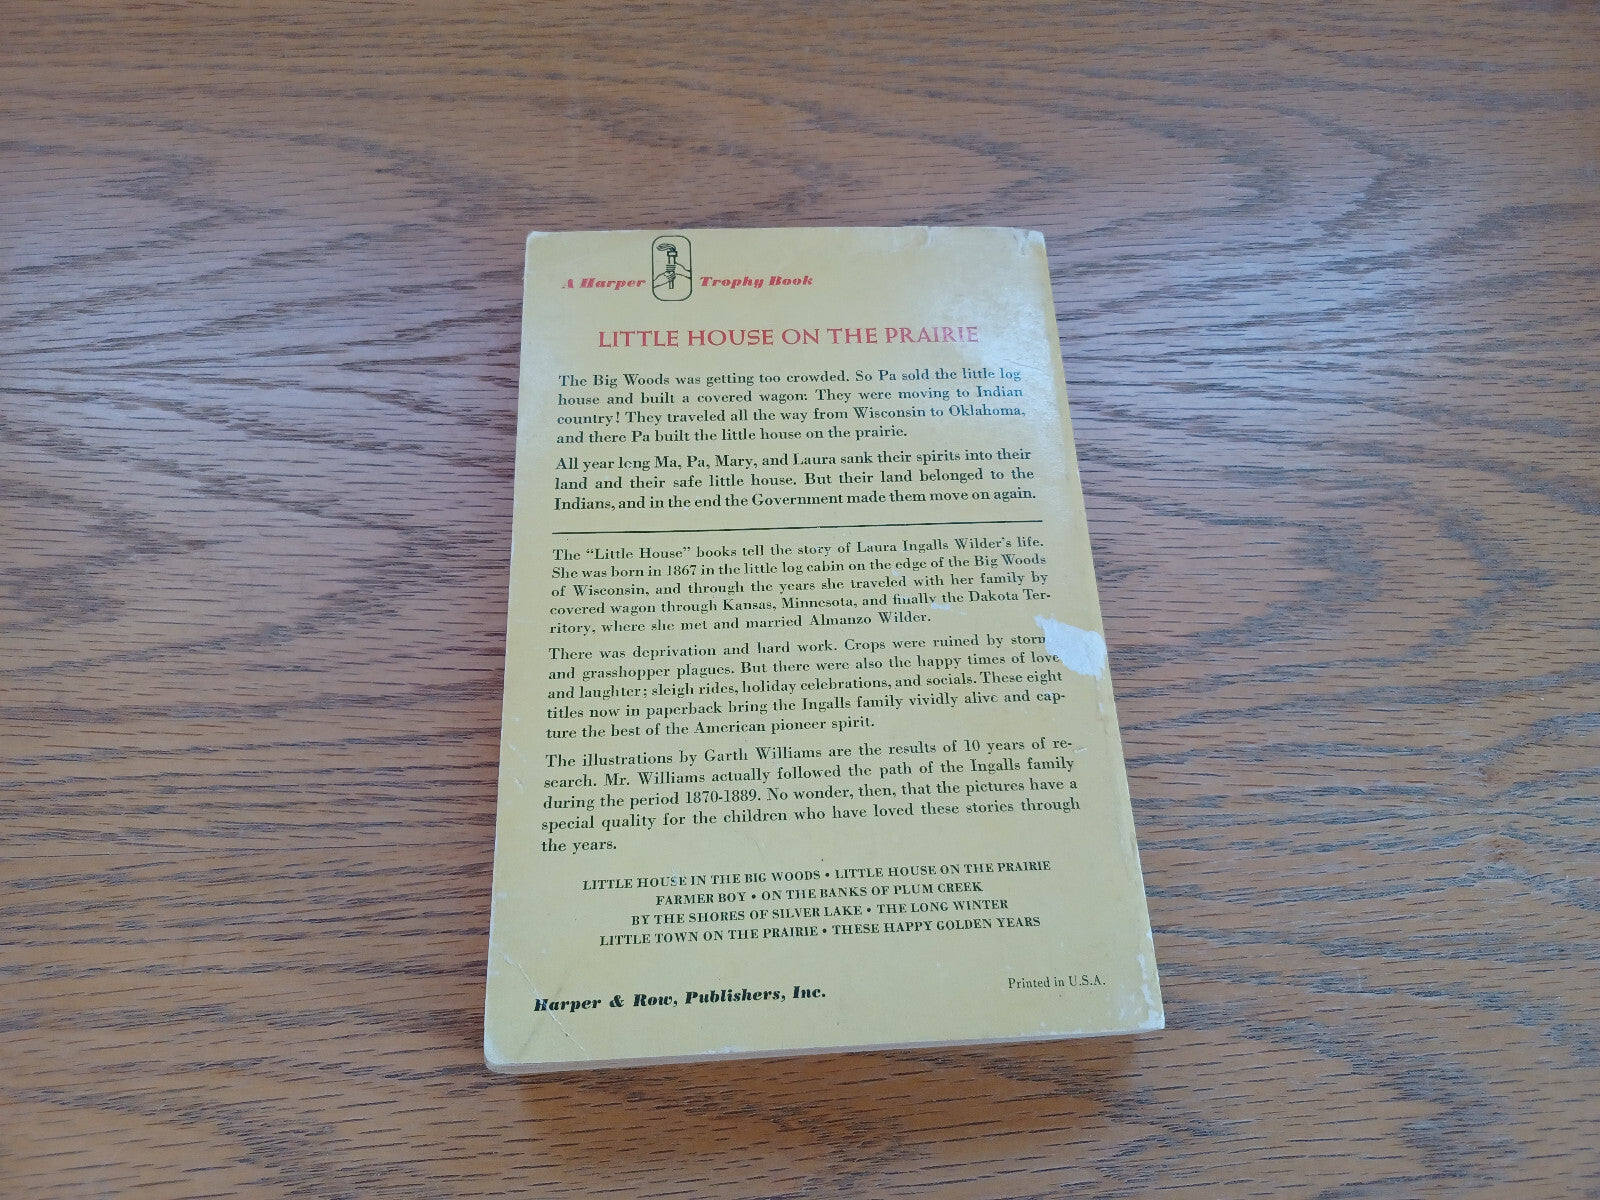 A Harper Trophy Book
LITTLE HOUSE ON THE PRAIRIE
The Big Woods was getting too crowded. So Pa sold the little log
house and built a covered wagon. They were moving to Indian
country! They traveled all the way from Wisconsin to Oklahoma,
and there Pa built the little house on the prairie.
All year long Ma, Pa, Mary, and Laura sank their spirits into their
land and their safe little house. But their land belonged to the
Indians, and in the end the Government made them move on again.
The “Little House” books tell the story of Laura Ingalls Wilder's life.
She was born in 1867 in the little log cabin on the edge of the Big Woods
of Wisconsin, and through the years she traveled with her family by
covered wagon through Kansas, Minnesota, and finally the Dakota Ter-
ritory, where she met and married Almanzo Wilder.
There was deprivation and hard work. Crops were ruined by storm
and grasshopper plagues. But there were also the happy times of love
and laughter; sleigh rides, holiday celebrations, and socials. These eight
titles now in paperback bring the Ingalls family vividly alive and cap-
ture the best of the American pioneer spirit.
The illustrations by Garth Williams are the results of 10 years of re-
search. Mr. Williams actually followed the path of the Ingalls family
during the period 1870-1889. No wonder, then, that the pictures have a
special quality for the children who have loved these stories through
the years.
LITTLE HOUSE IN THE BIG WOODS • LITTLE HOUSE ON THE PRAIRIE
FARMER BOY • ON THE BANKS OF PLUM CREEK
BY THE SHORES OF SILVER LAKE • THE LONG WINTER
LITTLE TOWN ON THE PRAIRIE • THESE HAPPY GOLDEN YEARS
Harper & Row, Publishers, Inc.
Printed in U.S.A.